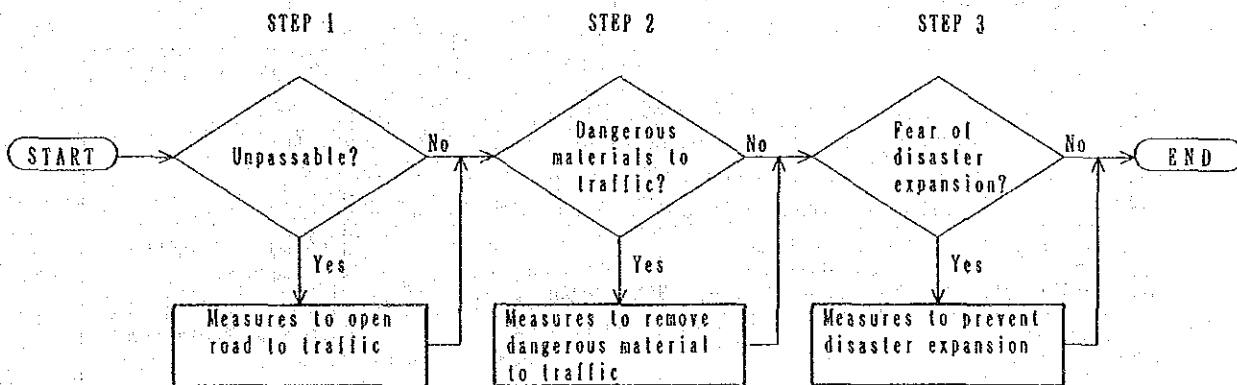 STEP 1
STEP 2
STEP 3
START
Unpassable?
No
Dangerous
materials to
traffic?
No
Fear of
disaster
expansion?
No
END
Yes
Yes
Yes
Measures to open
road to traffic
Measures to remove
dangerous material
to traffic
Measures to prevent
disaster expansion